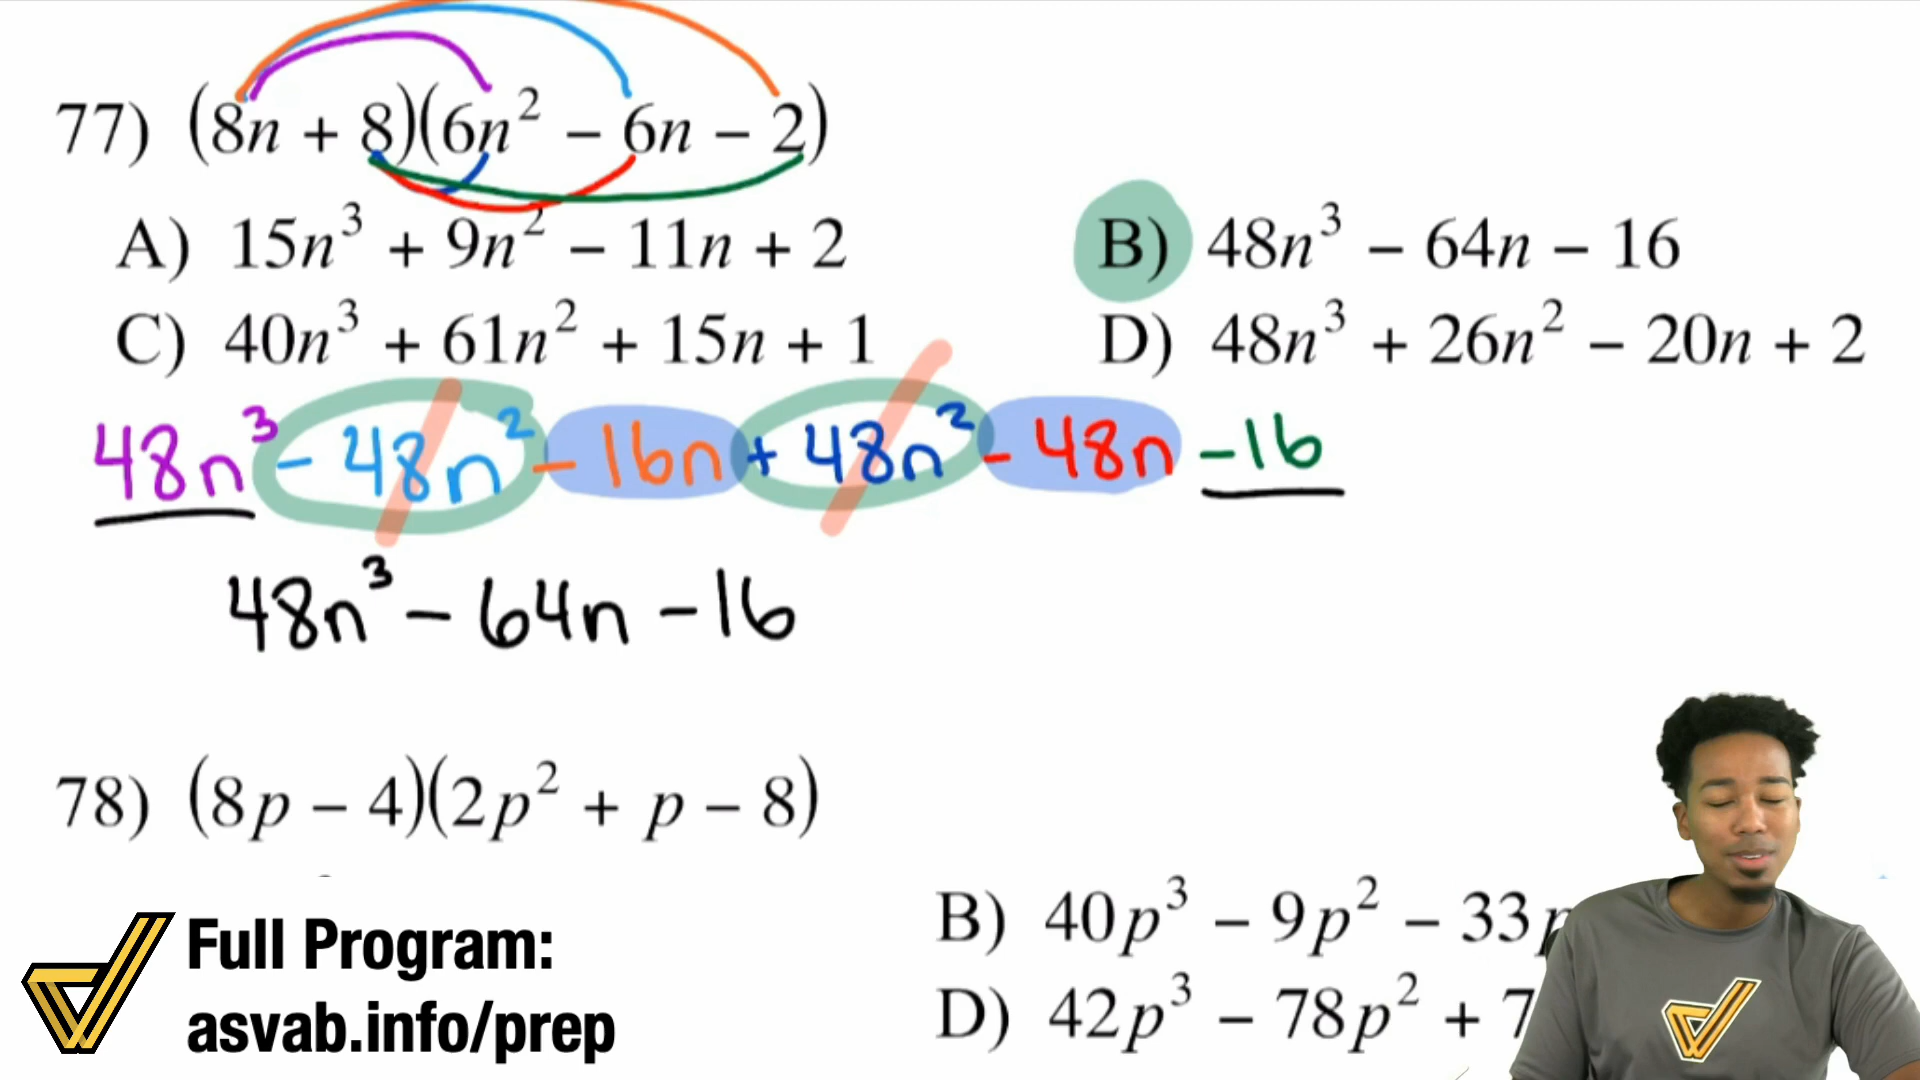 77) (8n + 8)(6n² − 6n − 2)
A) 15n³ + 9n² − 11n + 2
B) 48n³ − 64n − 16
C) 40n³ + 61n² + 15n + 1
D) 48n³ + 26n² − 20n + 2
48n³ − 48n² − 16n + 48n² − 48n − 16
48n³ − 64n − 16
78) (8p − 4)(2p² + p − 8)
B) 40p³ − 9p² − 33p
D) 42p³ − 78p² + 7
Full Program:
asvab.info/prep